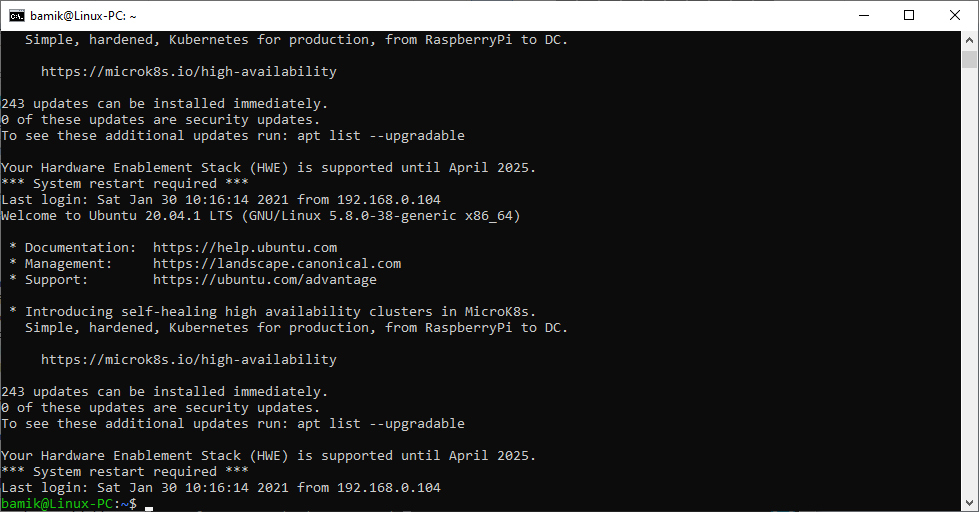 bamik@Linux-PC: ~
   Simple, hardened, Kubernetes for production, from RaspberryPi to DC.
     https://microk8s.io/high-availability
243 updates can be installed immediately.
0 of these updates are security updates.
To see these additional updates run: apt list --upgradable
Your Hardware Enablement Stack (HWE) is supported until April 2025.
*** System restart required ***
Last login: Sat Jan 30 10:16:14 2021 from 192.168.0.104
Welcome to Ubuntu 20.04.1 LTS (GNU/Linux 5.8.0-38-generic x86_64)
 * Documentation:  https://help.ubuntu.com
 * Management:     https://landscape.canonical.com
 * Support:        https://ubuntu.com/advantage
 * Introducing self-healing high availability clusters in MicroK8s.
   Simple, hardened, Kubernetes for production, from RaspberryPi to DC.
     https://microk8s.io/high-availability
243 updates can be installed immediately.
0 of these updates are security updates.
To see these additional updates run: apt list --upgradable
Your Hardware Enablement Stack (HWE) is supported until April 2025.
*** System restart required ***
Last login: Sat Jan 30 10:16:14 2021 from 192.168.0.104
bamik@Linux-PC:~$